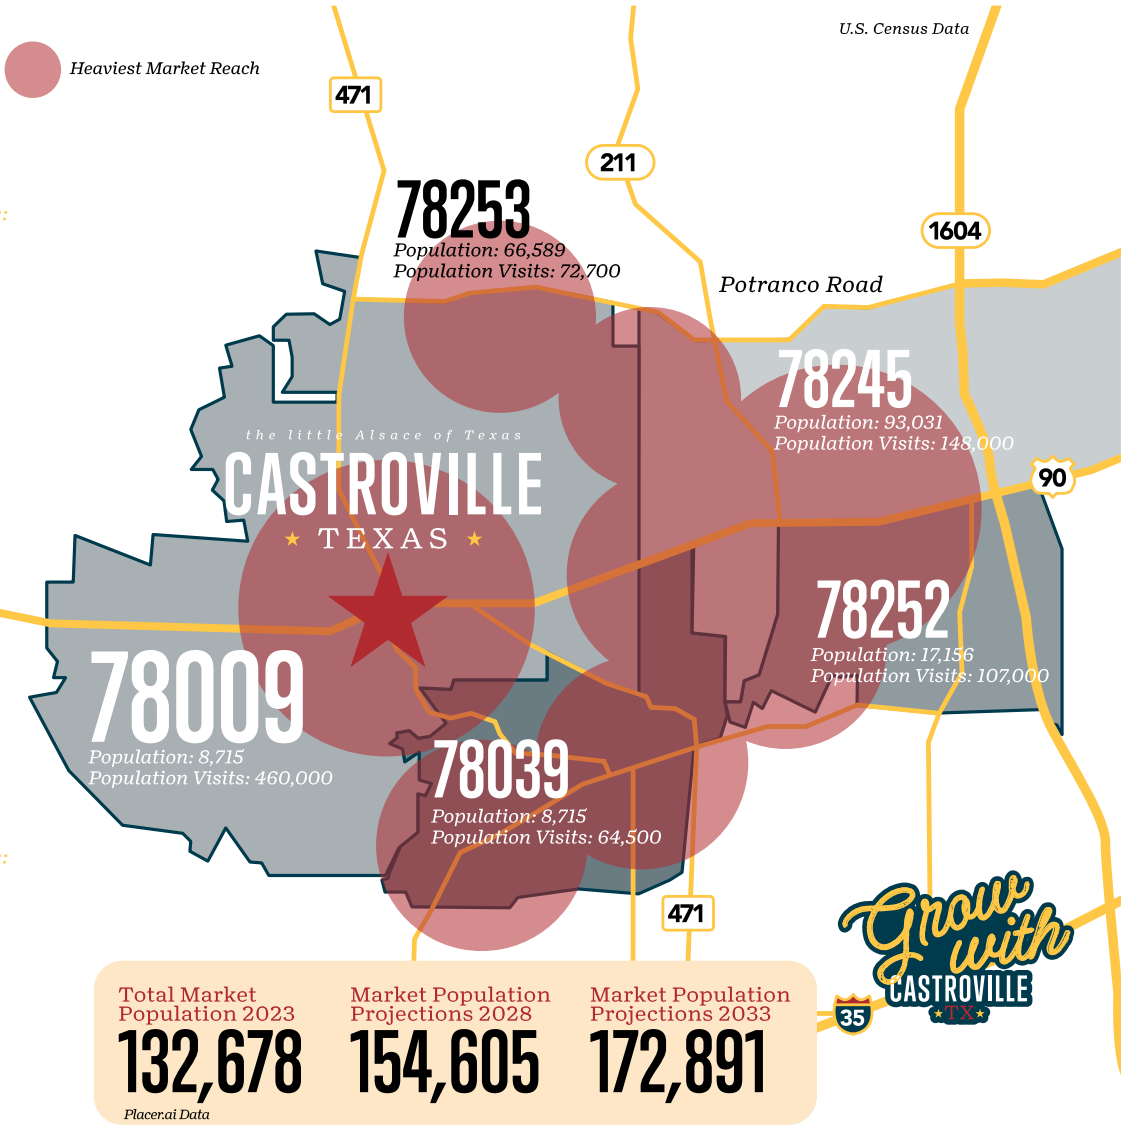 U.S. Census Data
Heaviest Market Reach
471
211
78253
Population: 66,589
Population Visits: 72,700
1604
Potranco Road
78245
Population: 93,031
Population Visits: 148,000
the little Alsace of Texas
CASTROVILLE
TEXAS
90
78252
Population: 17,156
Population Visits: 107,000
78009
Population: 8,715
Population Visits: 460,000
78039
Population: 8,715
Population Visits: 64,500
471
Grow
with
CASTROVILLE
TX
35
Total Market
Population 2023
132,678
Placer.ai Data
Market Population
Projections 2028
154,605
Market Population
Projections 2033
172,891